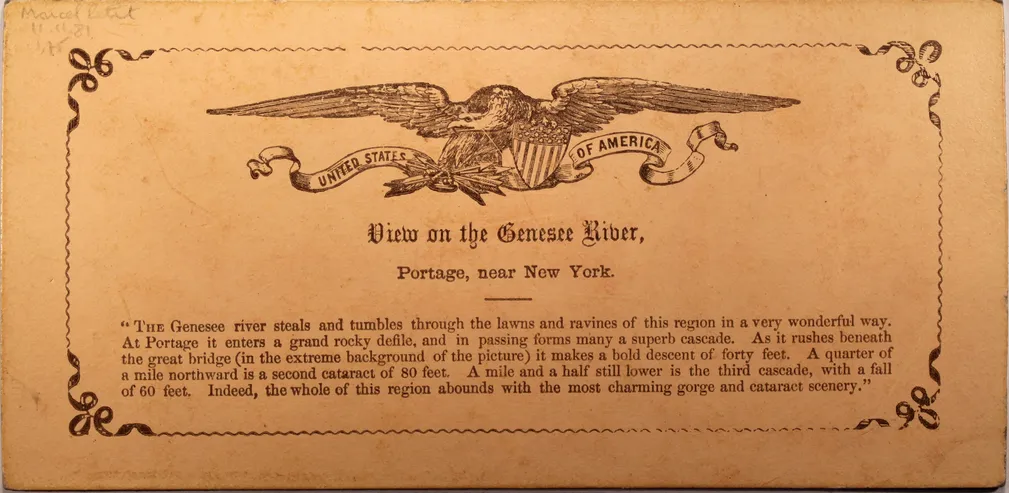 Marcel
11.11.81
UNITED STATES
OF AMERICA
View on the Genesee River,
Portage, near New York.
“ THE Genesee river steals and tumbles through the lawns and ravines of this region in a very wonderful way.
At Portage it enters a grand rocky defile, and in passing forms many a superb cascade. As it rushes beneath
the great bridge (in the extreme background of the picture) it makes a bold descent of forty feet. A quarter of
a mile northward is a second cataract of 80 feet. A mile and a half still lower is the third cascade, with a fall
of 60 feet. Indeed, the whole of this region abounds with the most charming gorge and cataract scenery.”